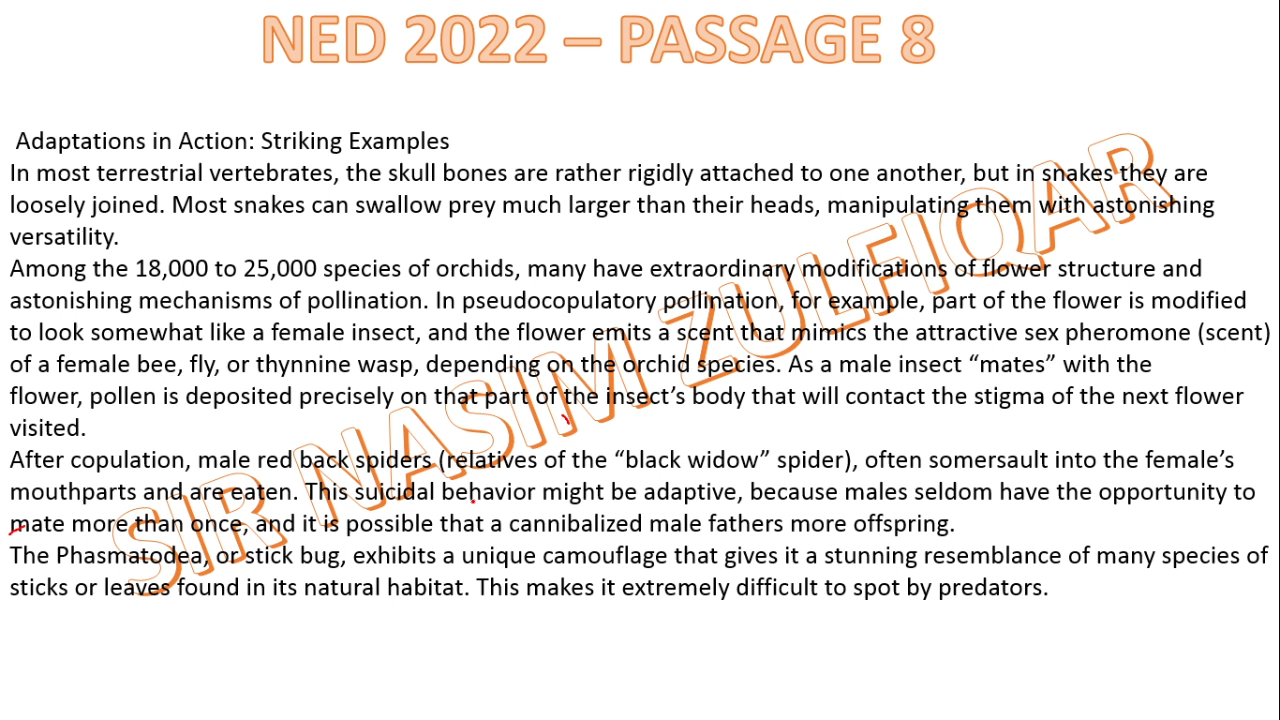 NED 2022 – PASSAGE 8
Adaptations in Action: Striking Examples
In most terrestrial vertebrates, the skull bones are rather rigidly attached to one another, but in snakes they are
loosely joined. Most snakes can swallow prey much larger than their heads, manipulating them with astonishing
versatility.
Among the 18,000 to 25,000 species of orchids, many have extraordinary modifications of flower structure and
astonishing mechanisms of pollination. In pseudocopulatory pollination, for example, part of the flower is modified
to look somewhat like a female insect, and the flower emits a scent that mimics the attractive sex pheromone (scent)
of a female bee, fly, or thynnine wasp, depending on the orchid species. As a male insect “mates” with the
flower, pollen is deposited precisely on that part of the insect’s body that will contact the stigma of the next flower
visited.
After copulation, male red back spiders (relatives of the “black widow” spider), often somersault into the female’s
mouthparts and are eaten. This suicidal behavior might be adaptive, because males seldom have the opportunity to
mate more than once, and it is possible that a cannibalized male fathers more offspring.
The Phasmatodea, or stick bug, exhibits a unique camouflage that gives it a stunning resemblance of many species of
sticks or leaves found in its natural habitat. This makes it extremely difficult to spot by predators.
SIR NASIM ZULFIQAR